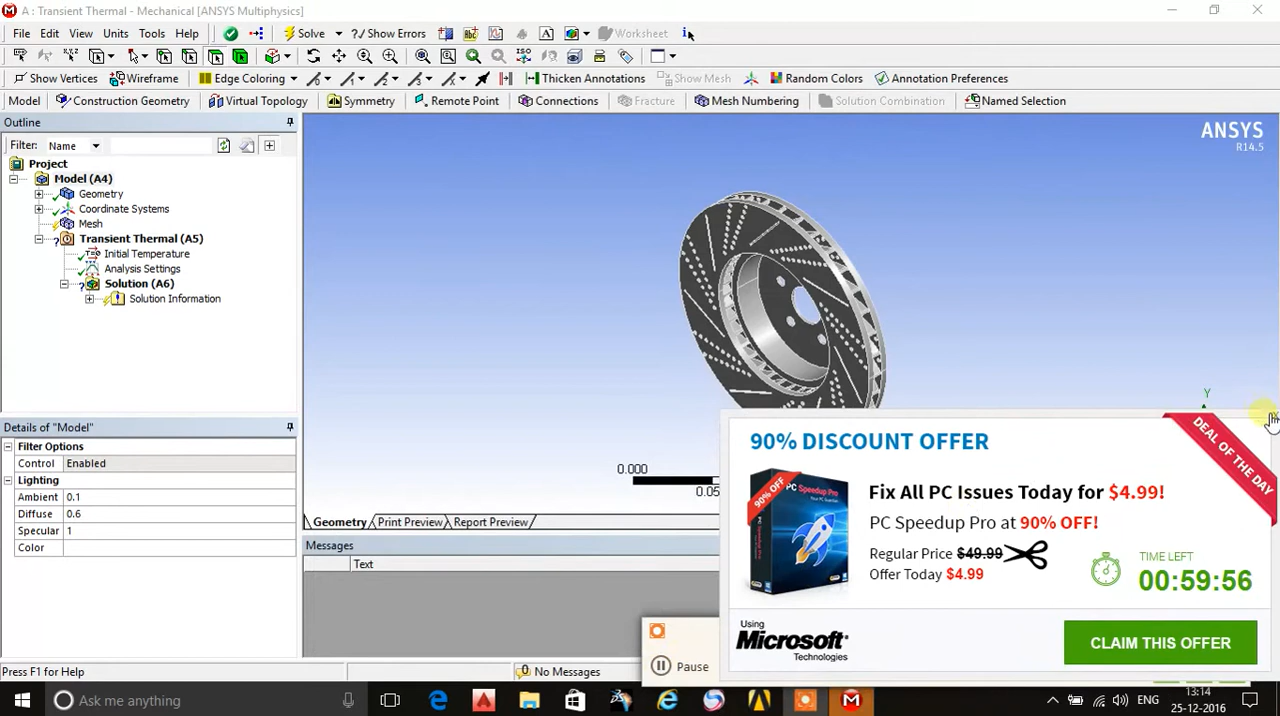 A : Transient Thermal - Mechanical [ANSYS Multiphysics]
File Edit View Units Tools Help Solve Show Errors Worksheet
Show Vertices Wireframe Edge Coloring Thicken Annotations Show Mesh Random Colors Annotation Preferences
Model Construction Geometry Virtual Topology Symmetry Remote Point Connections Fracture Mesh Numbering Solution Combination Named Selection
Outline
Filter: Name
Project
Model (A4)
Geometry
Coordinate Systems
Mesh
Transient Thermal (A5)
Initial Temperature
Analysis Settings
Solution (A6)
Solution Information
ANSYS
R14.5
Y
0.000
0.05
Details of "Model"
Filter Options
Control Enabled
Lighting
Ambient 0.1
Diffuse 0.6
Specular 1
Color
Geometry Print Preview Report Preview
Messages
Text
90% DISCOUNT OFFER
DEAL OF THE DAY
90% OFF
PC Speedup Pro
Fix All PC Issues Today for $4.99!
PC Speedup Pro at 90% OFF!
Regular Price $49.99
Offer Today $4.99
TIME LEFT
00:59:56
Using
Microsoft
Technologies
CLAIM THIS OFFER
Pause
Press F1 for Help
No Messages
Ask me anything
ENG
13:14
25-12-2016